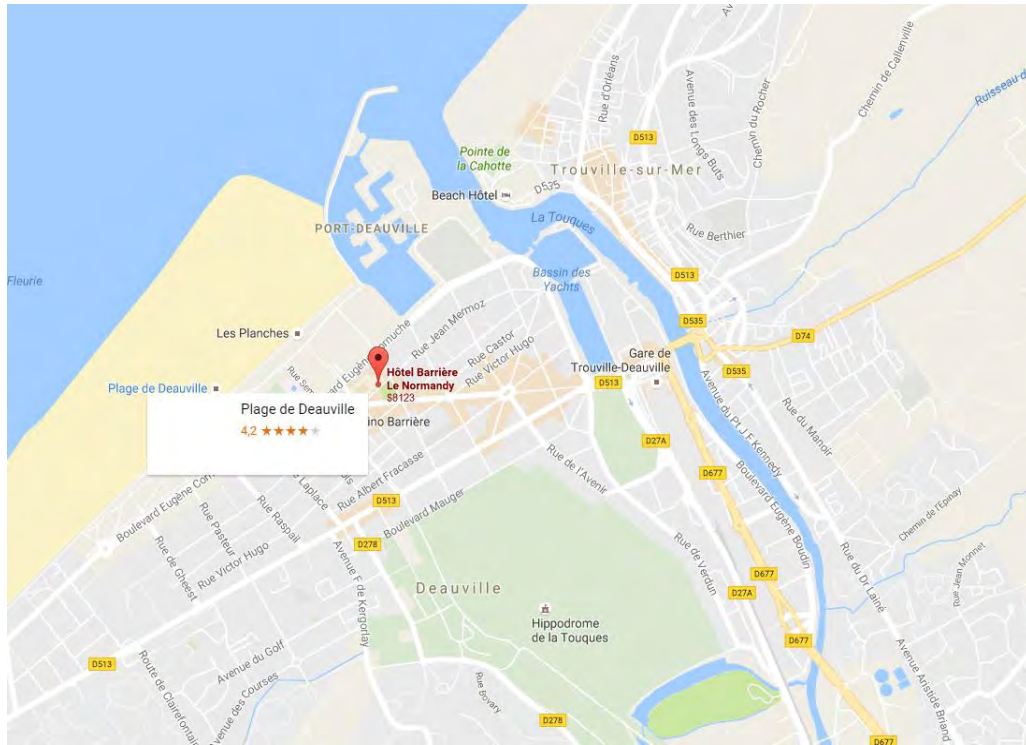 Rue d'Orléans
Avenue des Longs Buts
Chemin du Rocher
Chemin de Callenville
Ruisseau d
D513
Pointe de
la Cahotte
Trouville-sur-Mer
Beach Hôtel
D535
La Touques
PORT-DEAUVILLE
Rue Berthier
Fleurie
Bassin des
Yachts
D513
Les Planches
Rue Jean Mermoz
D535
D74
Rue Castor
Rue Victor Hugo
Gare de
Trouville-Deauville
Hôtel Barrière
Le Normandy
Plage de Deauville
D513
D535
Plage de Deauville
4,2
ino Barrière
Avenue du Pt J F Kennedy
Rue du Manoir
D27A
Rue Albert Fracasse
Rue de l'Avenir
D677
Boulevard Eugène Boudin
Laplace
D513
Boulevard Mauger
Boulevard Eugène Cor
Rue Raspail
Rue Pasteur
Chemin de l'Epinay
D278
Rue Victor Hugo
Rue de Gheest
Rue de Verdun
Rue du Dr Lainé
Rue Jean Monnet
Avenue F de Kergorlay
Deauville
D677
D27A
Hippodrome
de la Touques
D677
D513
Avenue du Golf
Route de Clairefontain
Avenue des Courses
Rue Bovary
Avenue Aristide Briand
D278
D677